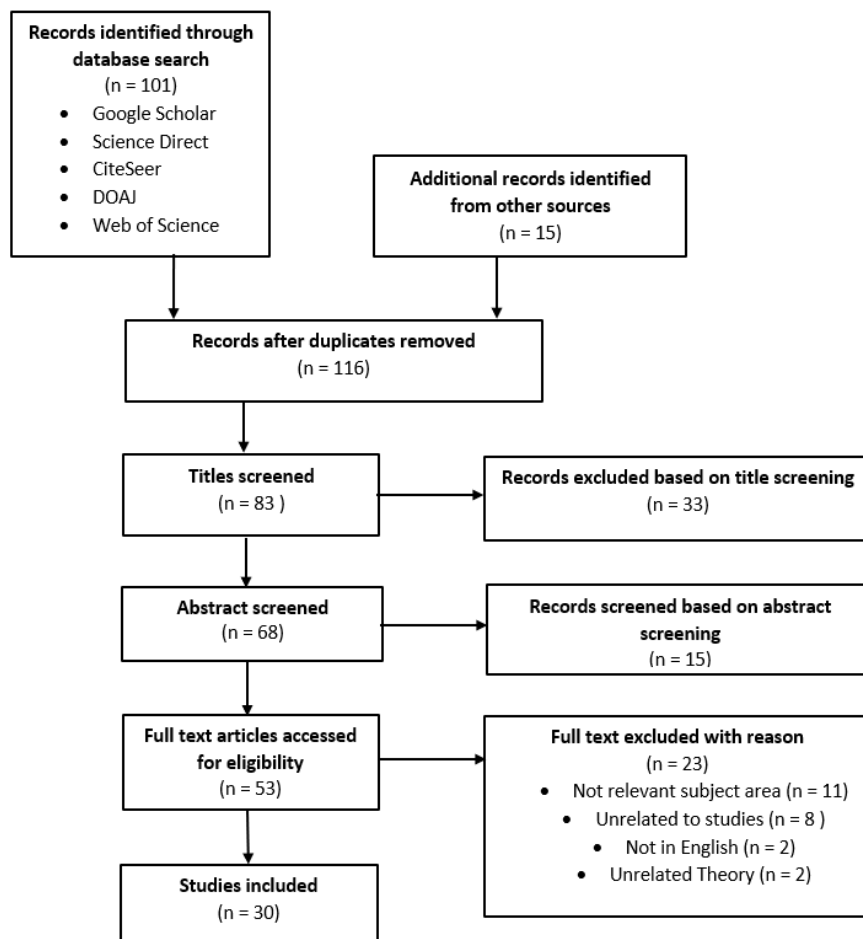 Records identified through
database search
(n = 101)
• Google Scholar
• Science Direct
• CiteSeer
• DOAJ
• Web of Science
Additional records identified
from other sources
(n = 15)
Records after duplicates removed
(n = 116)
Titles screened
(n = 83 )
Records excluded based on title screening
(n = 33)
Abstract screened
(n = 68)
Records screened based on abstract
screening
(n = 15)
Full text articles accessed
for eligibility
(n = 53)
Full text excluded with reason
(n = 23)
• Not relevant subject area (n = 11)
• Unrelated to studies (n = 8 )
• Not in English (n = 2)
• Unrelated Theory (n = 2)
Studies included
(n = 30)